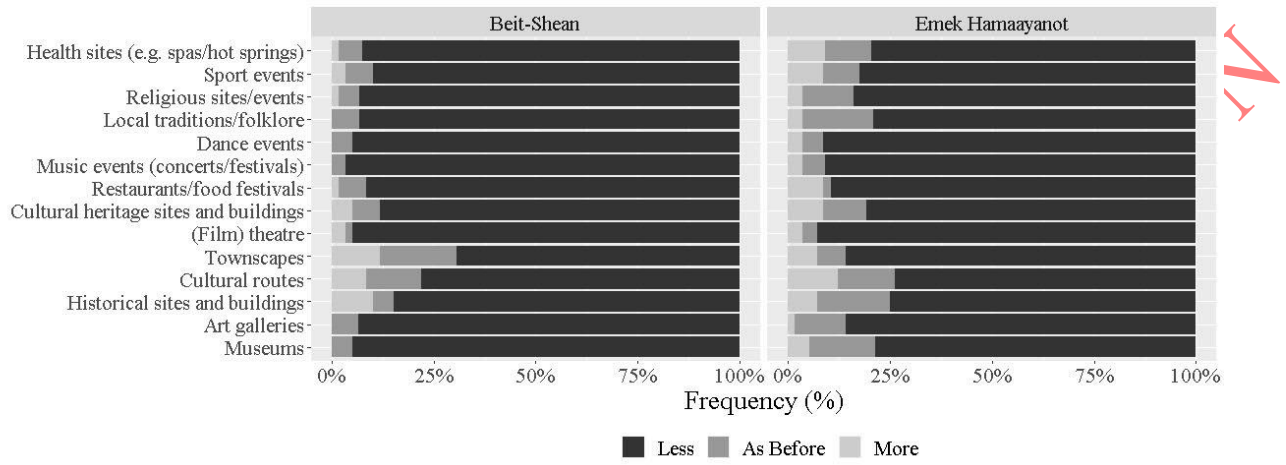 Beit-Shean Emek Hamaayanot
Health sites (e.g. spas/hot springs)
Sport events
Religious sites/events
Local traditions/folklore
Dance events
Music events (concerts/festivals)
Restaurants/food festivals
Cultural heritage sites and buildings
(Film) theatre
Townscapes
Cultural routes
Historical sites and buildings
Art galleries
Museums
0% 25% 50% 75% 100% 0% 25% 50% 75% 100%
Frequency (%)
Less As Before More